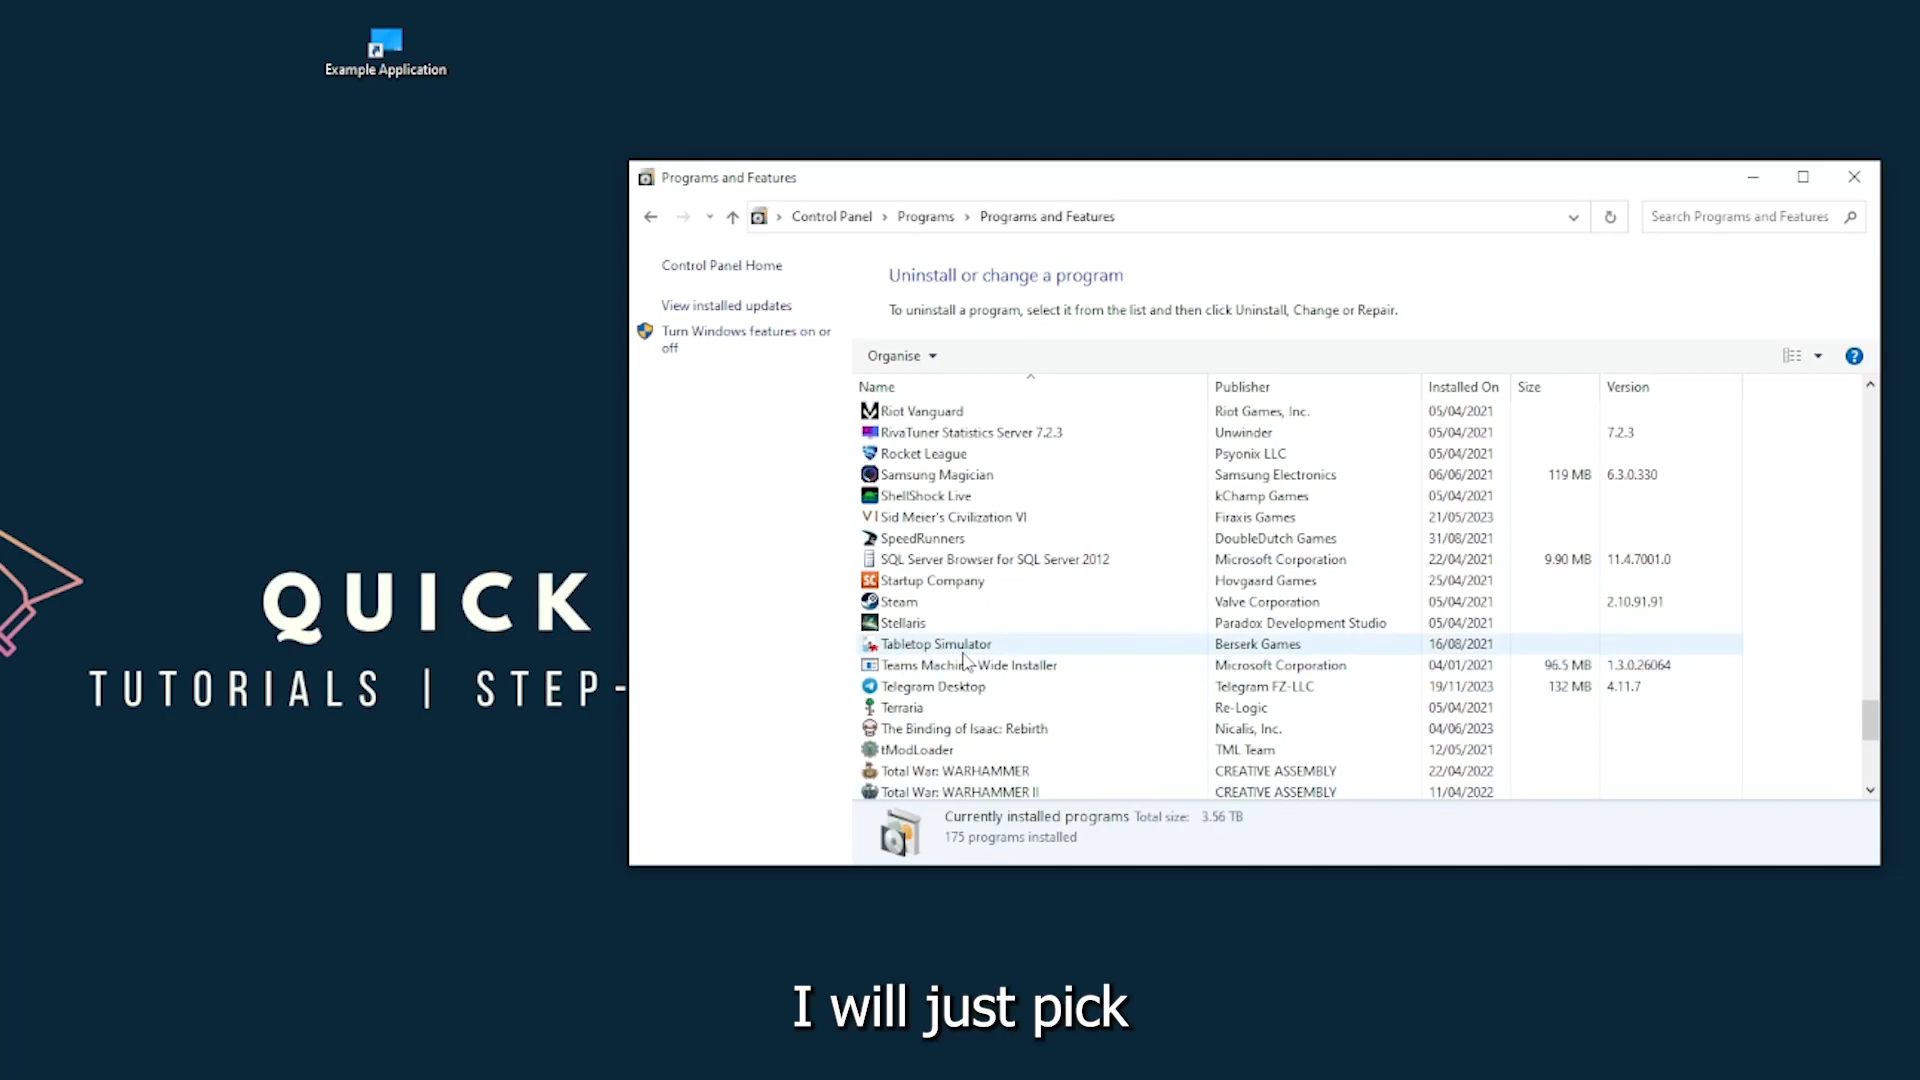 Example Application
QUICK
TUTORIALS | STEP-
Programs and Features
Control Panel > Programs > Programs and Features
Search Programs and Features
Control Panel Home
View installed updates
Turn Windows features on or
off
Uninstall or change a program
To uninstall a program, select it from the list and then click Uninstall, Change or Repair.
Organise
Name Publisher Installed On Size Version
Riot Vanguard Riot Games, Inc. 05/04/2021
RivaTuner Statistics Server 7.2.3 Unwinder 05/04/2021 7.2.3
Rocket League Psyonix LLC 05/04/2021
Samsung Magician Samsung Electronics 06/06/2021 119 MB 6.3.0.330
ShellShock Live kChamp Games 05/04/2021
VI Sid Meier's Civilization VI Firaxis Games 21/05/2023
SpeedRunners DoubleDutch Games 31/08/2021
SQL Server Browser for SQL Server 2012 Microsoft Corporation 22/04/2021 9.90 MB 11.4.7001.0
SC Startup Company Hovgaard Games 25/04/2021
Steam Valve Corporation 05/04/2021 2.10.91.91
Stellaris Paradox Development Studio 05/04/2021
Tabletop Simulator Berserk Games 16/08/2021
Teams Machine-Wide Installer Microsoft Corporation 04/01/2021 96.5 MB 1.3.0.26064
Telegram Desktop Telegram FZ-LLC 19/11/2023 132 MB 4.11.7
Terraria Re-Logic 05/04/2021
The Binding of Isaac: Rebirth Nicalis, Inc. 04/06/2023
tModLoader TML Team 12/05/2021
Total War: WARHAMMER CREATIVE ASSEMBLY 22/04/2022
Total War: WARHAMMER II CREATIVE ASSEMBLY 11/04/2022
Currently installed programs Total size: 3.56 TB
175 programs installed
I will just pick